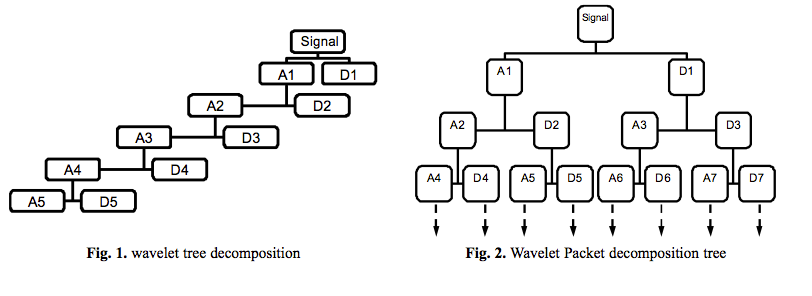 Signal
A1 D1
A2 D2
A3 D3
A4 D4
A5 D5
Fig. 1. wavelet tree decomposition
Signal
A1 D1
A2 D2 A3 D3
A4 D4 A5 D5 A6 D6 A7 D7
Fig. 2. Wavelet Packet decomposition tree